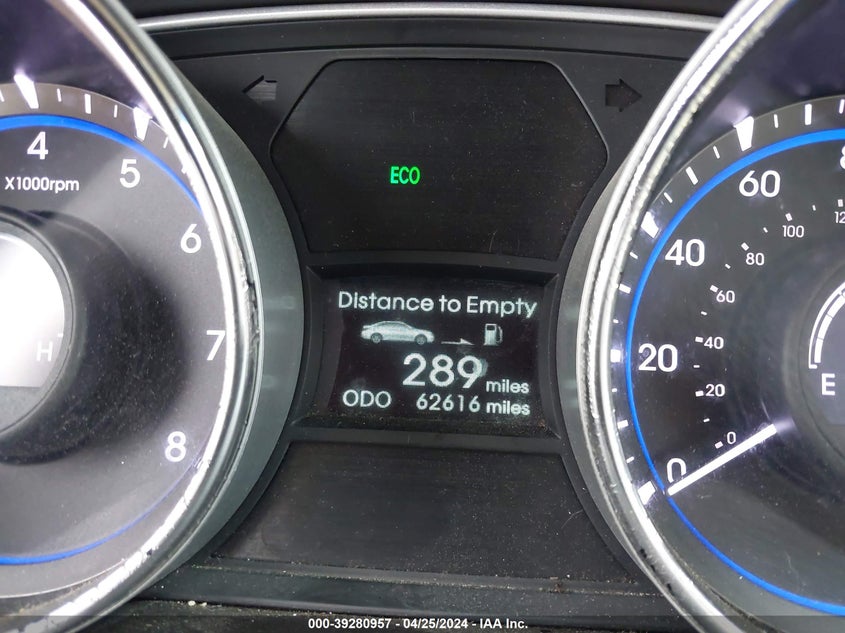 4
5
X1000rpm
6
7
8
H
ECO
Distance to Empty
289 miles
ODO 62616 miles
60
40
20
0
100
80
60
40
20
0
E
000-39280957 - 04/25/2024 - IAA Inc.